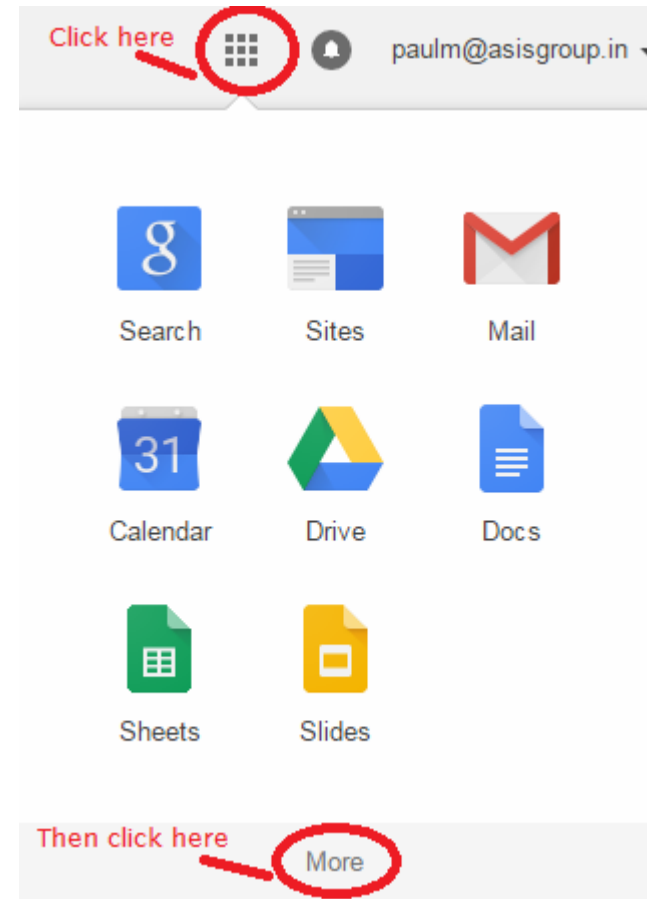 Click here
paulm@asisgroup.in
g
Search Sites Mail
31
Calendar Drive Docs
Sheets Slides
Then click here
More